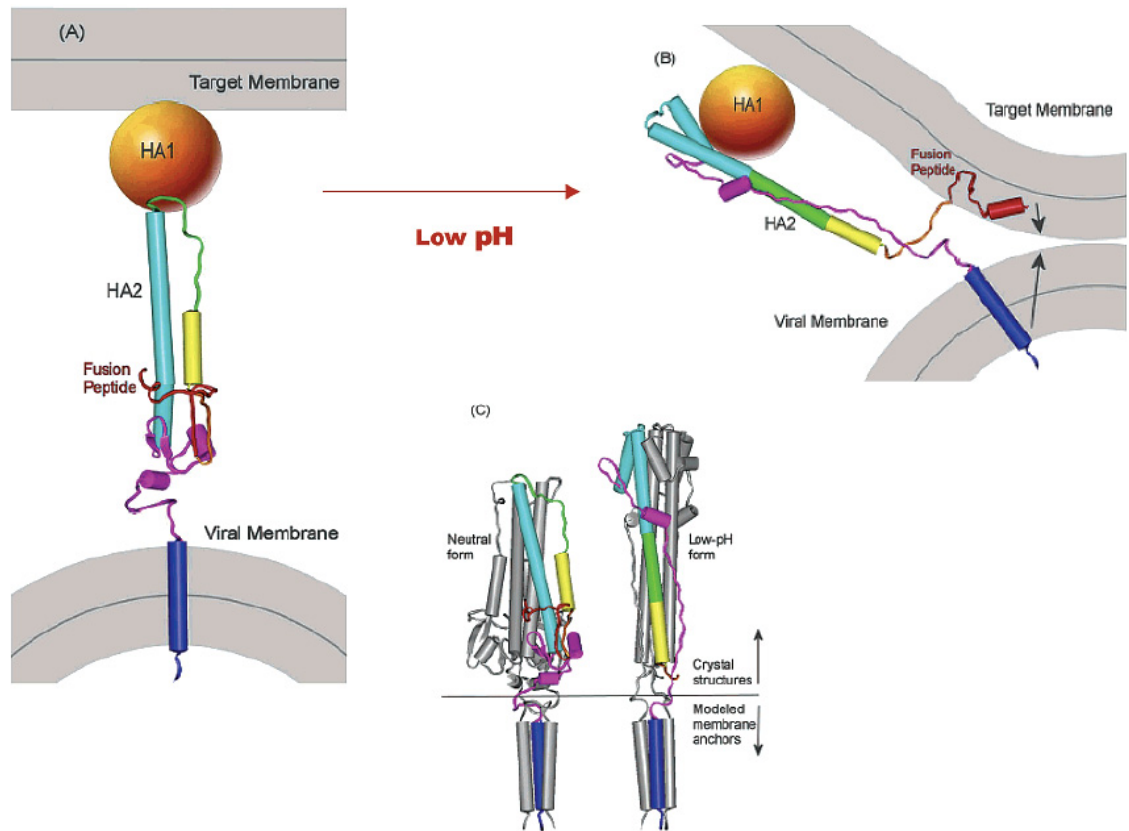 (A)
Target Membrane
HA1
HA2
Fusion
Peptide
Viral Membrane
Low pH
(B)
HA1
Target Membrane
Fusion
Peptide
HA2
Viral Membrane
(C)
Neutral
form
Low-pH
form
Crystal
structures
Modeled
membrane
anchors